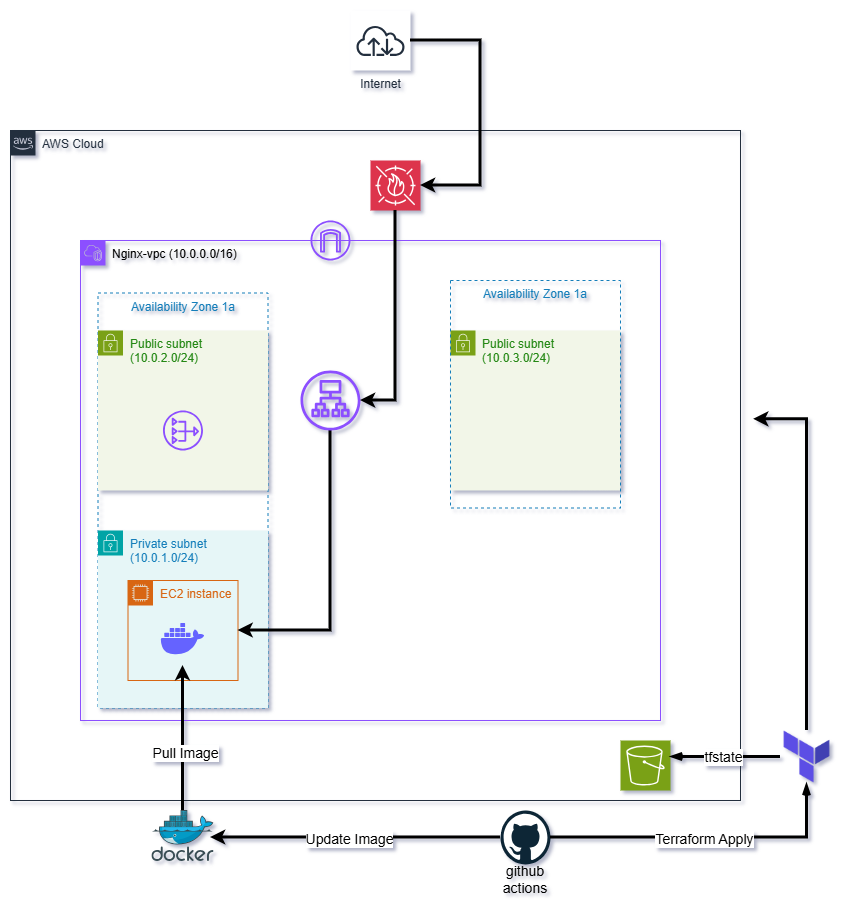 Internet
aws
AWS Cloud
Nginx-vpc (10.0.0.0/16)
Availability Zone 1a
Availability Zone 1a
Public subnet
(10.0.2.0/24)
Public subnet
(10.0.3.0/24)
Private subnet
(10.0.1.0/24)
EC2 instance
Pull Image
tfstate
docker
Update Image
Terraform Apply
github
actions